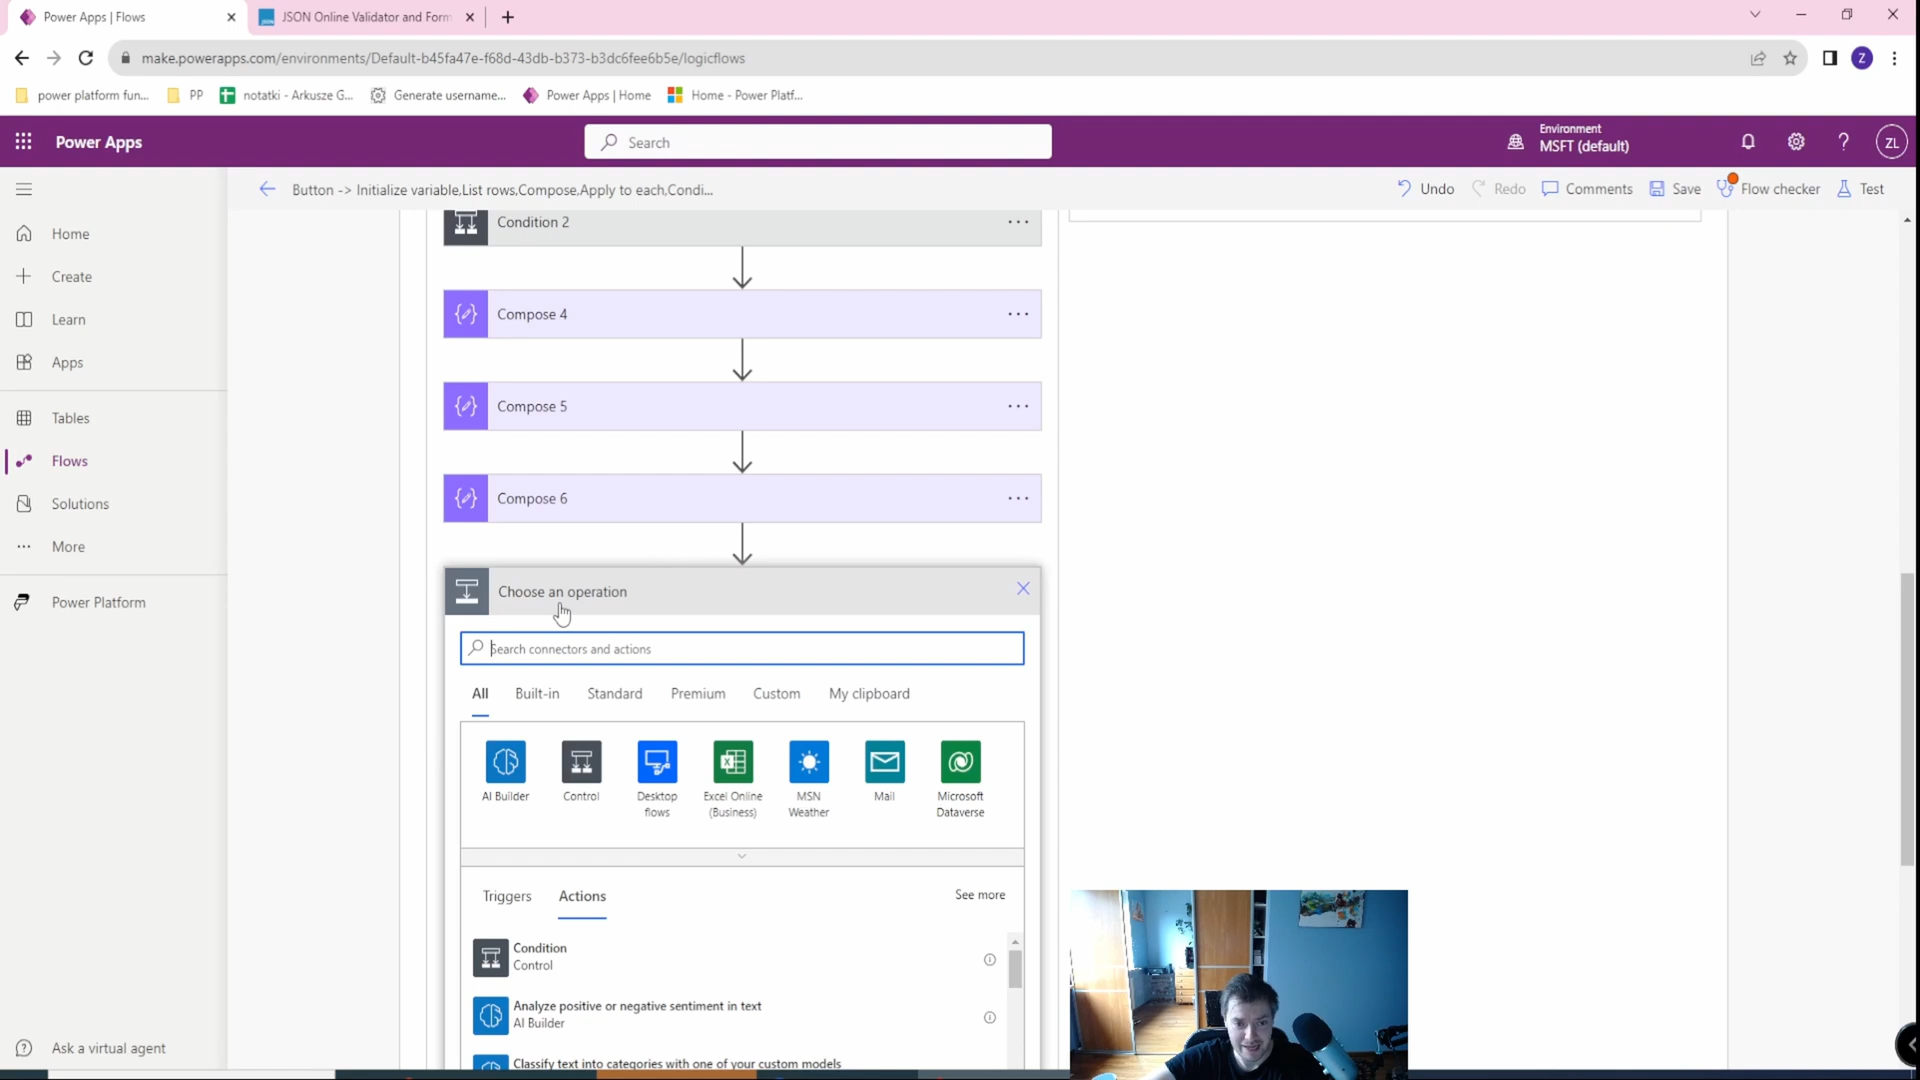 Power Apps | Flows
JSON Online Validator and Form
make.powerapps.com/environments/Default-b45fa47e-f68d-43db-b373-b3dc6fee6b5e/logicflows
Z
power platform fun...
PP
notatki - Arkusze G...
Generate username...
Power Apps | Home
Home - Power Platf...
Power Apps
Search
Environment
MSFT (default)
ZL
Button -> Initialize variable,List rows,Compose,Apply to each,Condi...
Undo
Redo
Comments
Save
Flow checker
Test
Home
Create
Learn
Apps
Tables
Flows
Solutions
More
Power Platform
Ask a virtual agent
Condition 2
Compose 4
Compose 5
Compose 6
Choose an operation
Search connectors and actions
All
Built-in
Standard
Premium
Custom
My clipboard
AI Builder
Control
Desktop
flows
Excel Online
(Business)
MSN
Weather
Mail
Microsoft
Dataverse
Triggers
Actions
See more
Condition
Control
Analyze positive or negative sentiment in text
AI Builder
Classify text into categories with one of your custom models